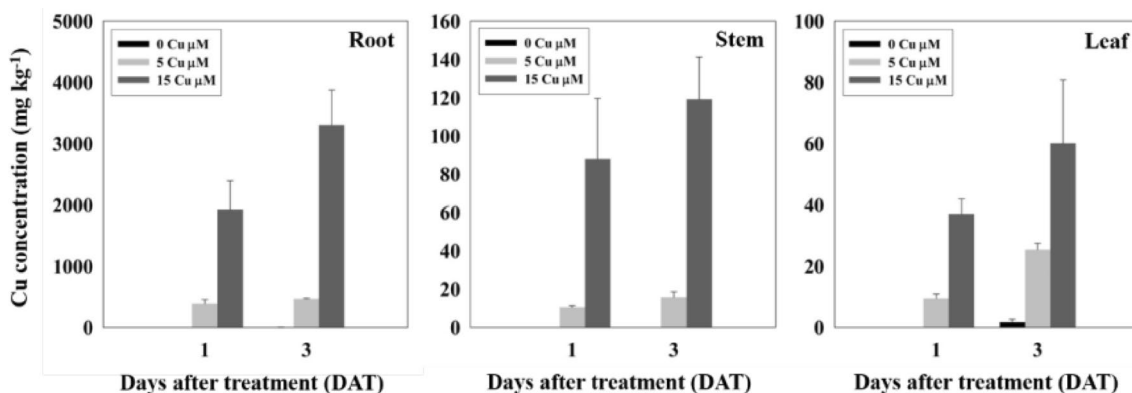 Cu concentration (mg kg⁻¹)
5000
4000
3000
2000
1000
0
Root
0 Cu μM
5 Cu μM
15 Cu μM
1 3
Days after treatment (DAT)
160
140
120
100
80
60
40
20
0
Stem
0 Cu μM
5 Cu μM
15 Cu μM
1 3
Days after treatment (DAT)
100
80
60
40
20
0
Leaf
0 Cu μM
5 Cu μM
15 Cu μM
1 3
Days after treatment (DAT)